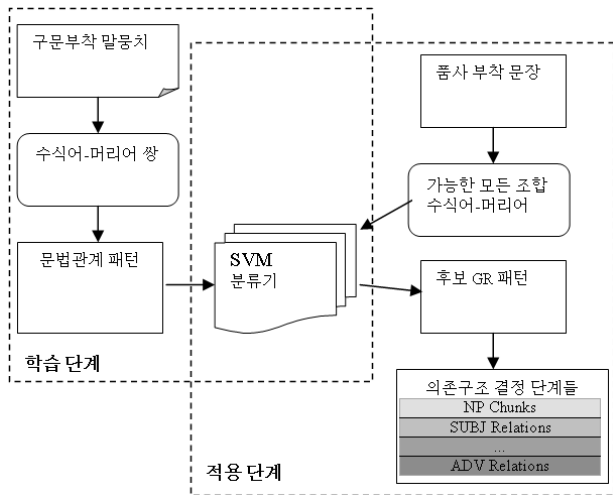 구문부착 말뭉치
수식어-머리어 쌍
문법관계 패턴
학습 단계
SVM
분류기
품사 부착 문장
가능한 모든 조합
수식어-머리어
후보 GR 패턴
의존구조 결정 단계들
NP Chunks
SUBJ Relations
...
ADV Relations
적용 단계